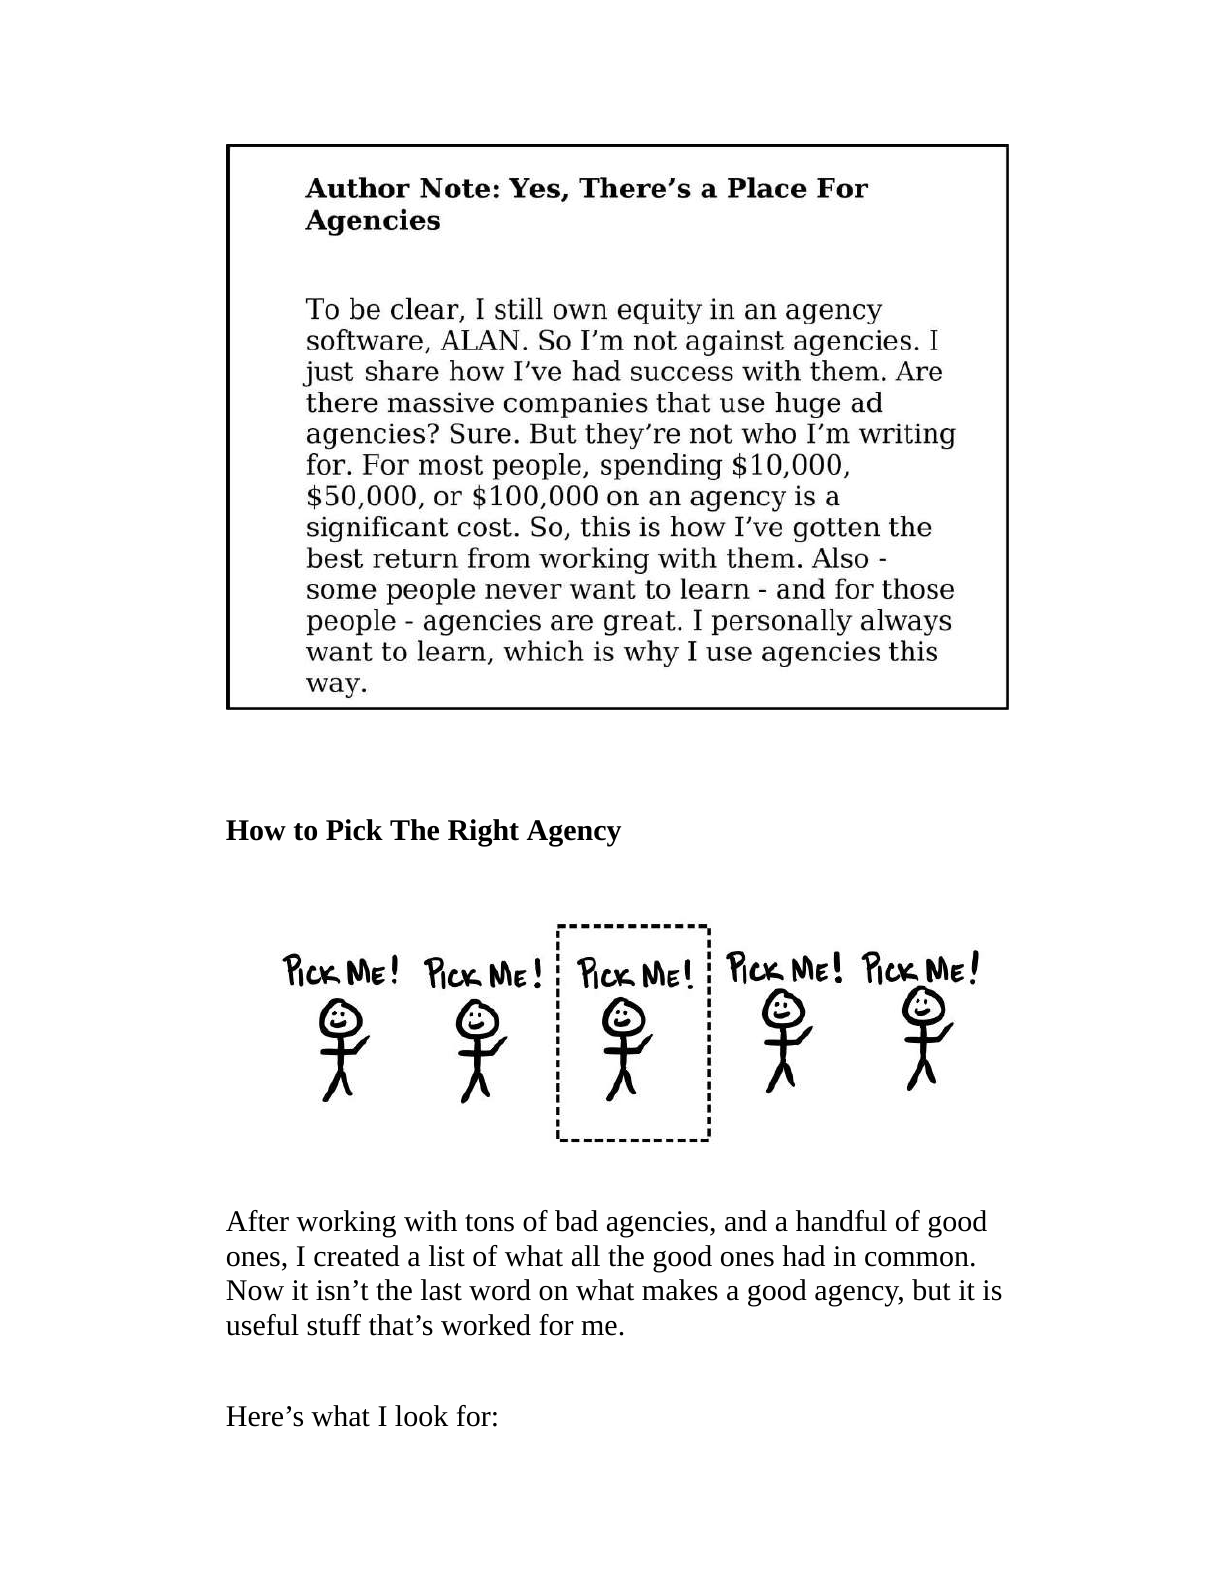 Author Note: Yes, There’s a Place For
Agencies
To be clear, I still own equity in an agency
software, ALAN. So I’m not against agencies. I
just share how I’ve had success with them. Are
there massive companies that use huge ad
agencies? Sure. But they’re not who I’m writing
for. For most people, spending $10,000,
$50,000, or $100,000 on an agency is a
significant cost. So, this is how I’ve gotten the
best return from working with them. Also -
some people never want to learn - and for those
people - agencies are great. I personally always
want to learn, which is why I use agencies this
way.
How to Pick The Right Agency
PICK ME! PICK ME! PICK ME! PICK ME! PICK ME!
After working with tons of bad agencies, and a handful of good
ones, I created a list of what all the good ones had in common.
Now it isn’t the last word on what makes a good agency, but it is
useful stuff that’s worked for me.
Here’s what I look for: